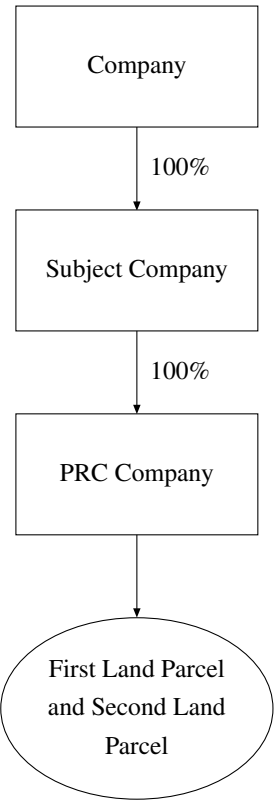 Company
100%
Subject Company
100%
PRC Company
First Land Parcel
and Second Land
Parcel